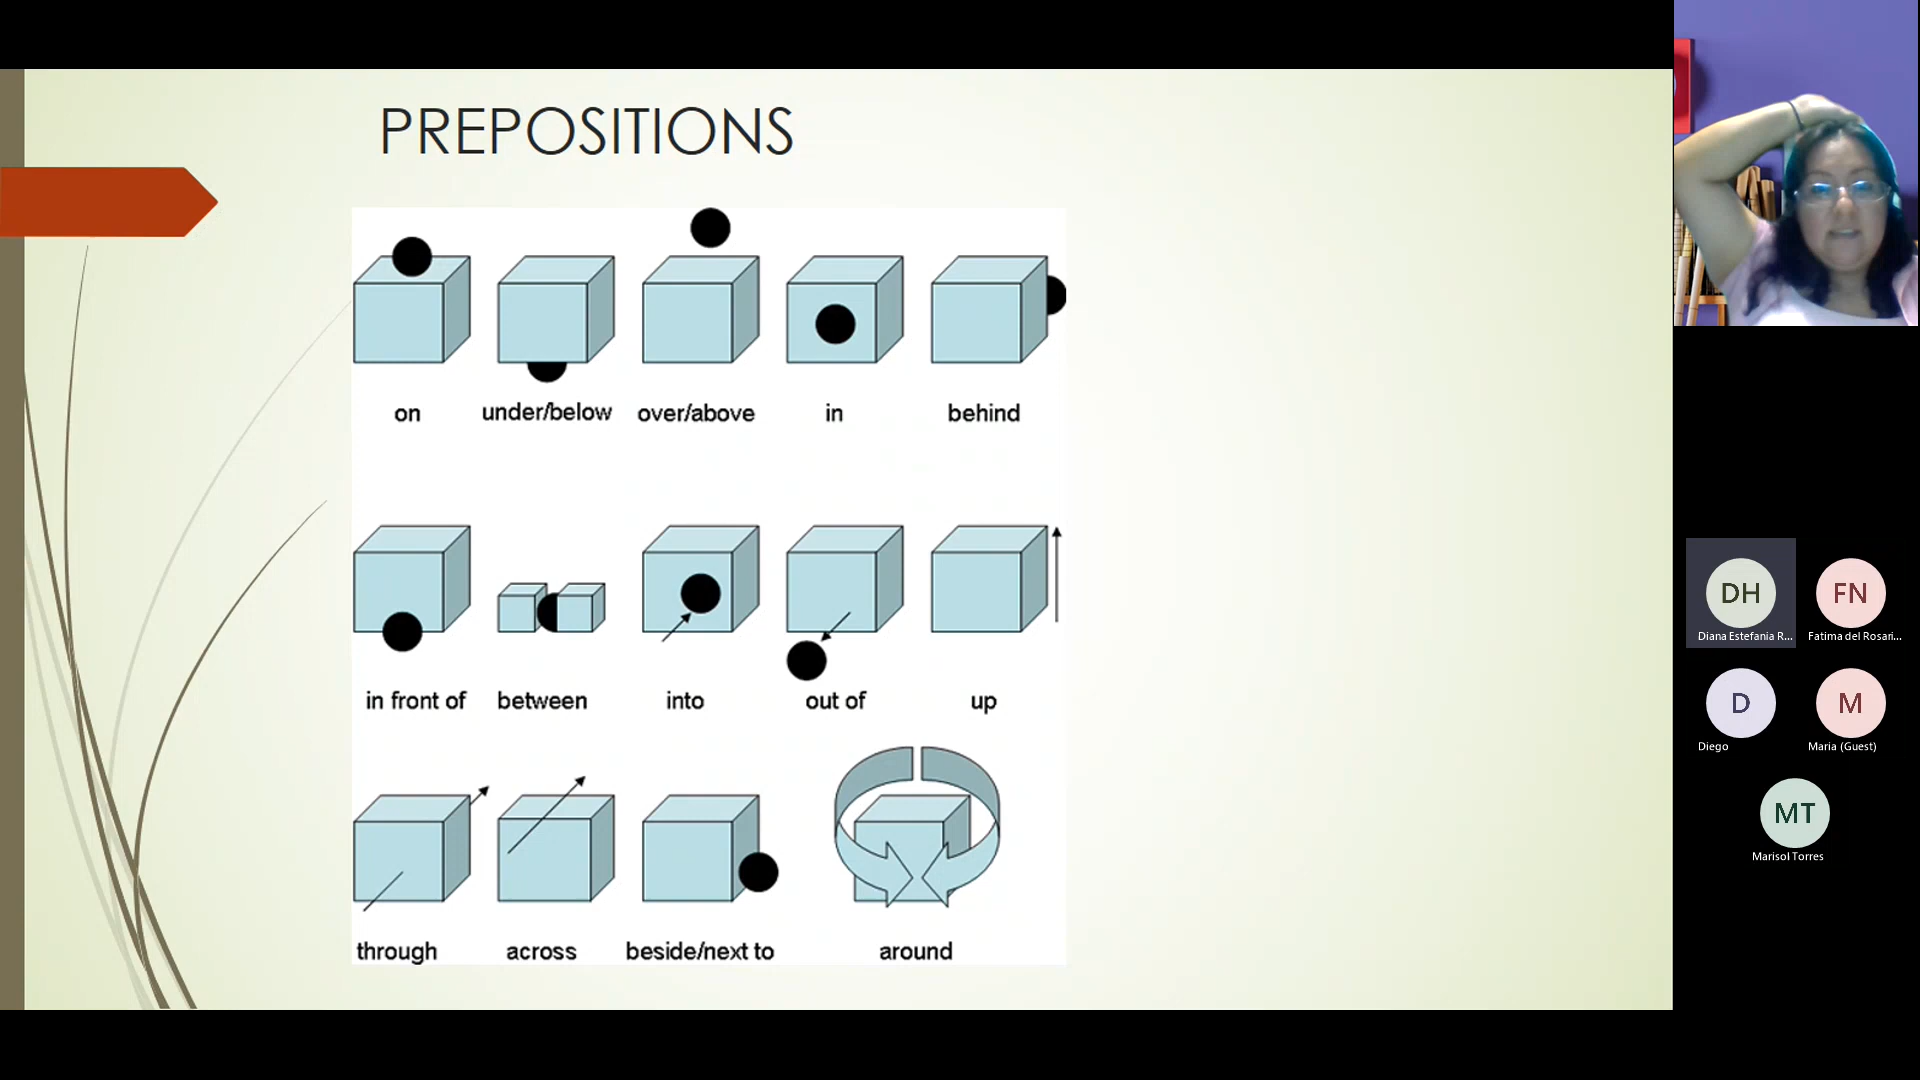 PREPOSITIONS
on under/below over/above in behind
in front of between into out of up
through across beside/next to around
DH FN
Diana Estefania R... Fatima del Rosari...
D M
Diego Maria (Guest)
MT
Marisol Torres